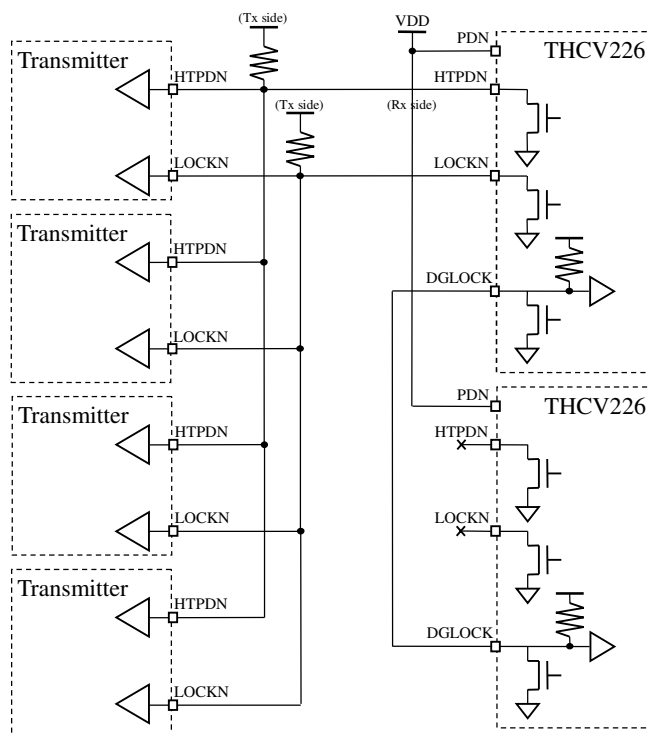 (Tx side)
VDD
Transmitter
PDN
THCV226
HTPDN
HTPDN
(Tx side)
(Rx side)
LOCKN
LOCKN
Transmitter
HTPDN
DGLOCK
LOCKN
Transmitter
PDN
THCV226
HTPDN
HTPDN
LOCKN
LOCKN
Transmitter
HTPDN
DGLOCK
LOCKN